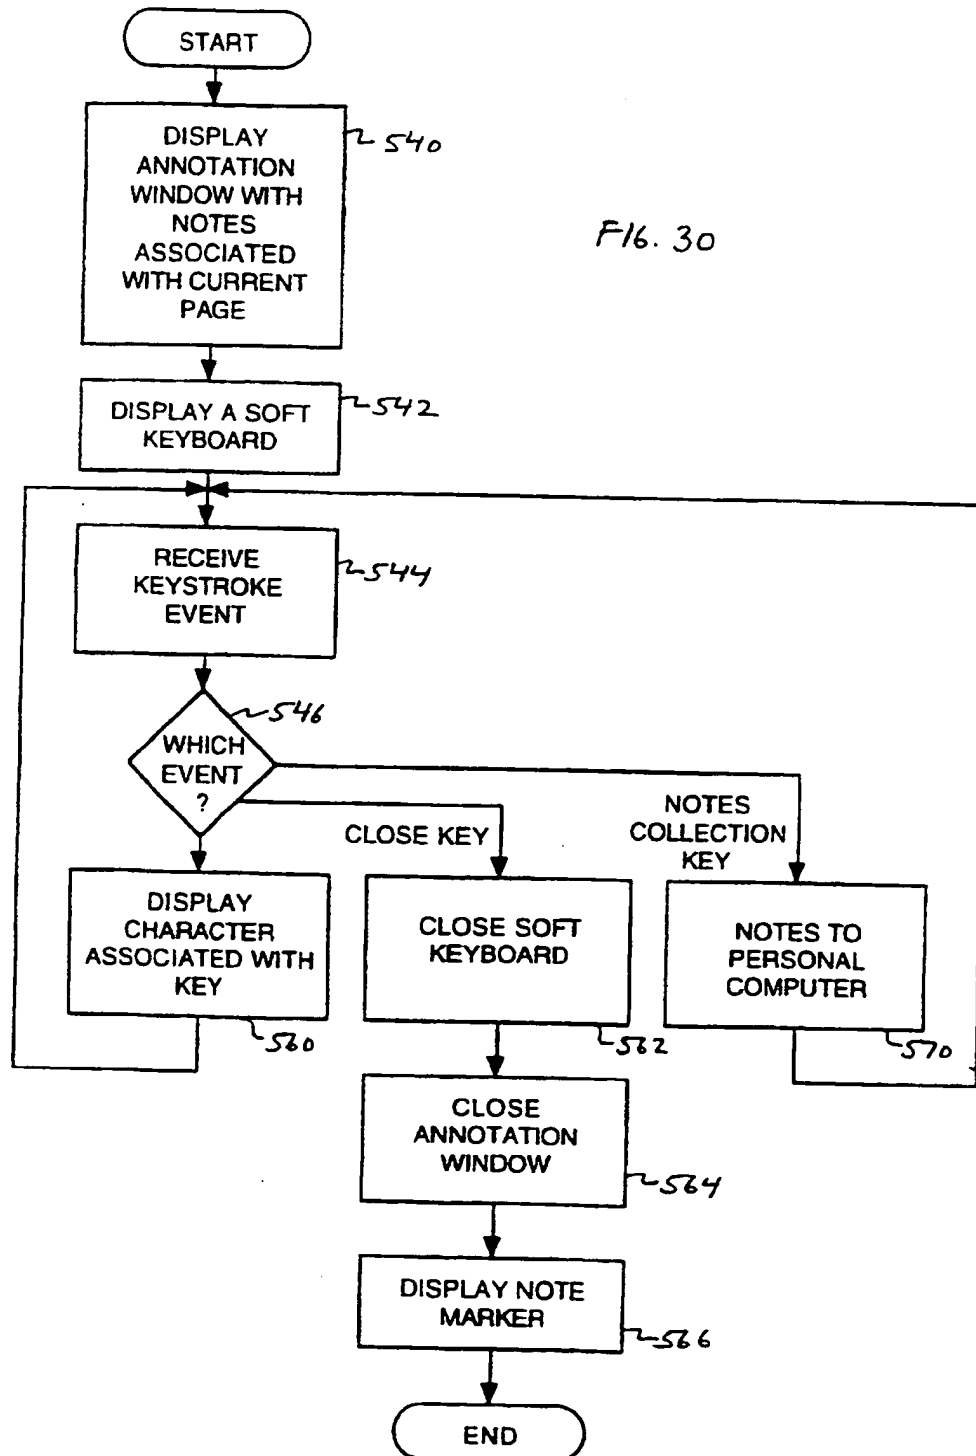 START
DISPLAY
ANNOTATION
WINDOW WITH
NOTES
ASSOCIATED
WITH CURRENT
PAGE
540
FIG. 30
DISPLAY A SOFT
KEYBOARD
542
RECEIVE
KEYSTROKE
EVENT
544
WHICH
EVENT
?
546
CLOSE KEY
NOTES
COLLECTION
KEY
DISPLAY
CHARACTER
ASSOCIATED WITH
KEY
560
CLOSE SOFT
KEYBOARD
562
NOTES TO
PERSONAL
COMPUTER
570
CLOSE
ANNOTATION
WINDOW
564
DISPLAY NOTE
MARKER
566
END